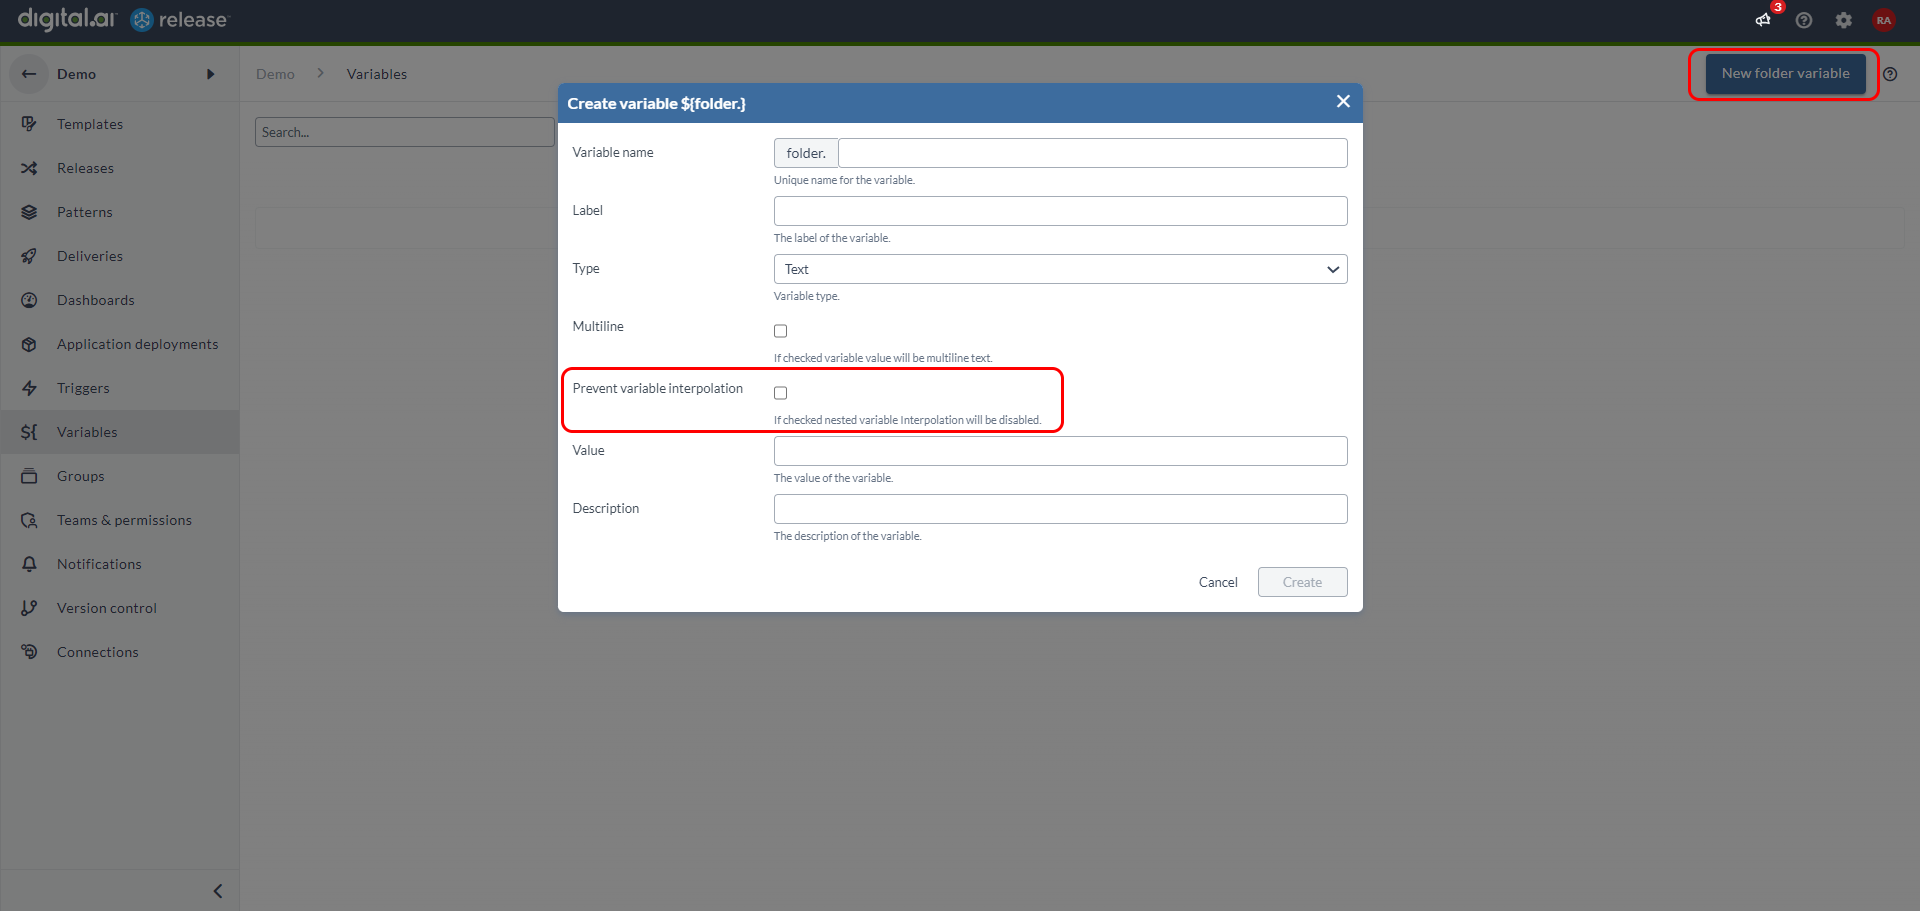 digital.ai release
3
RA
Demo
Demo > Variables
New folder variable
Templates
Releases
Patterns
Deliveries
Dashboards
Application deployments
Triggers
${ Variables
Groups
Teams & permissions
Notifications
Version control
Connections
Search...
Create variable ${folder.}
Variable name
folder.
Unique name for the variable.
Label
The label of the variable.
Type
Text
Variable type.
Multiline
If checked variable value will be multiline text.
Prevent variable interpolation
If checked nested variable Interpolation will be disabled.
Value
The value of the variable.
Description
The description of the variable.
Cancel
Create